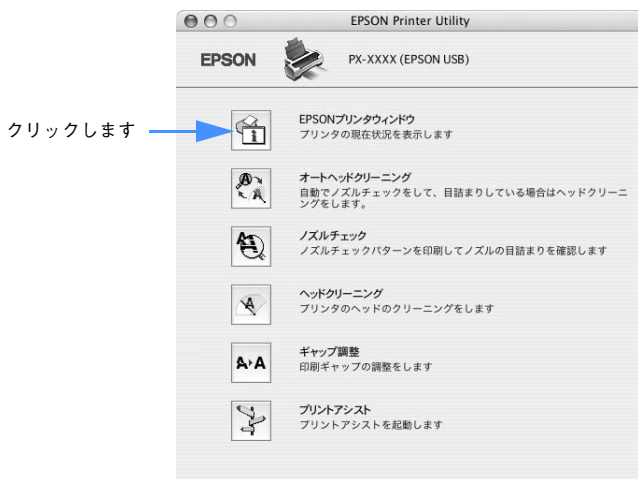 EPSON Printer Utility
EPSON
PX-XXXX (EPSON USB)
クリックします
EPSONプリンタウィンドウ
プリンタの現在状況を表示します
オートヘッドクリーニング
自動でノズルチェックをして、目詰まりしている場合はヘッドクリーニ
ングをします。
ノズルチェック
ノズルチェックパターンを印刷してノズルの目詰まりを確認します
ヘッドクリーニング
プリンタのヘッドのクリーニングをします
ギャップ調整
印刷ギャップの調整をします
プリントアシスト
プリントアシストを起動します